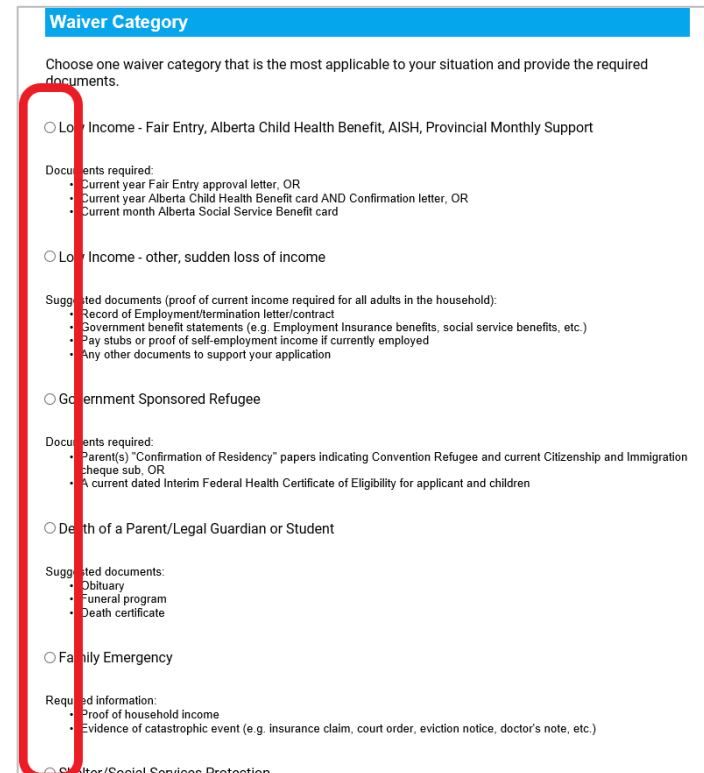 Waiver Category
Choose one waiver category that is the most applicable to your situation and provide the required
documents.
Low Income - Fair Entry, Alberta Child Health Benefit, AISH, Provincial Monthly Support
Documents required:
• Current year Fair Entry approval letter, OR
• Current year Alberta Child Health Benefit card AND Confirmation letter, OR
• Current month Alberta Social Service Benefit card
Low Income - other, sudden loss of income
Suggested documents (proof of current income required for all adults in the household):
• Record of Employment/termination letter/contract
• Government benefit statements (e.g. Employment Insurance benefits, social service benefits, etc.)
• Pay stubs or proof of self-employment income if currently employed
• Any other documents to support your application
Government Sponsored Refugee
Documents required:
• Parent(s) "Confirmation of Residency" papers indicating Convention Refugee and current Citizenship and Immigration
cheque sub, OR
• A current dated Interim Federal Health Certificate of Eligibility for applicant and children
Death of a Parent/Legal Guardian or Student
Suggested documents:
• Obituary
• Funeral program
• Death certificate
Family Emergency
Required information:
• Proof of household income
• Evidence of catastrophic event (e.g. insurance claim, court order, eviction notice, doctor's note, etc.)
Shelter/Social Services Protection